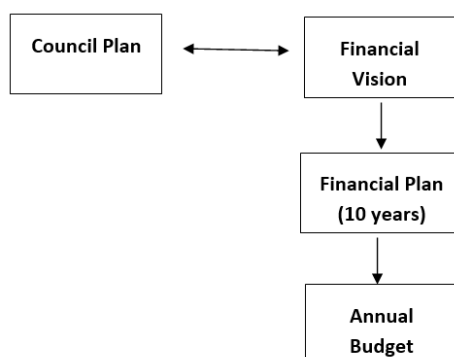 Council Plan
Financial
Vision
Financial Plan
(10 years)
Annual
Budget